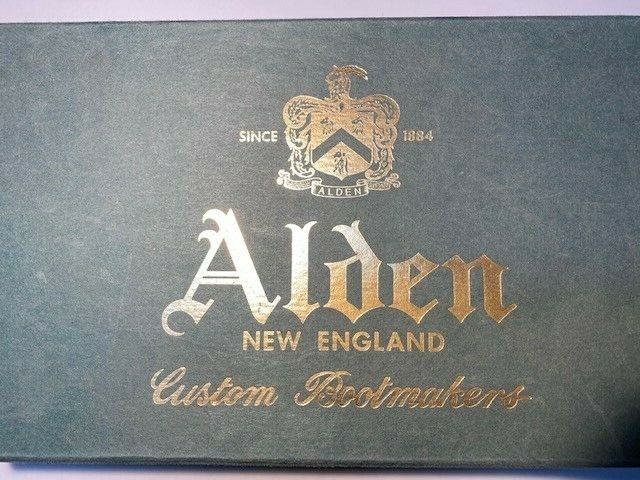 SINCE 1884
ALDEN
Alden
NEW ENGLAND
Custom Bootmakers